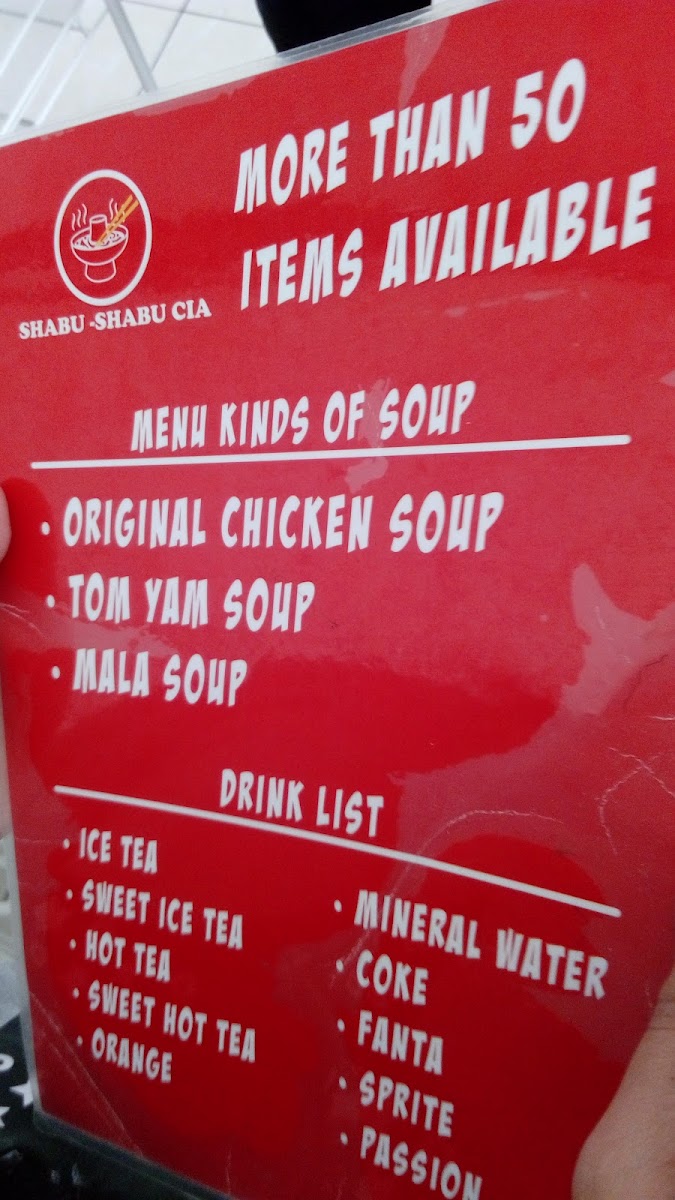 MORE THAN 50
ITEMS AVAILABLE
SHABU -SHABU CIA
MENU KINDS OF SOUP
• ORIGINAL CHICKEN SOUP
• TOM YAM SOUP
• MALA SOUP
DRINK LIST
• ICE TEA
• SWEET ICE TEA
• HOT TEA
• SWEET HOT TEA
• ORANGE
• MINERAL WATER
• COKE
• FANTA
• SPRITE
• PASSION